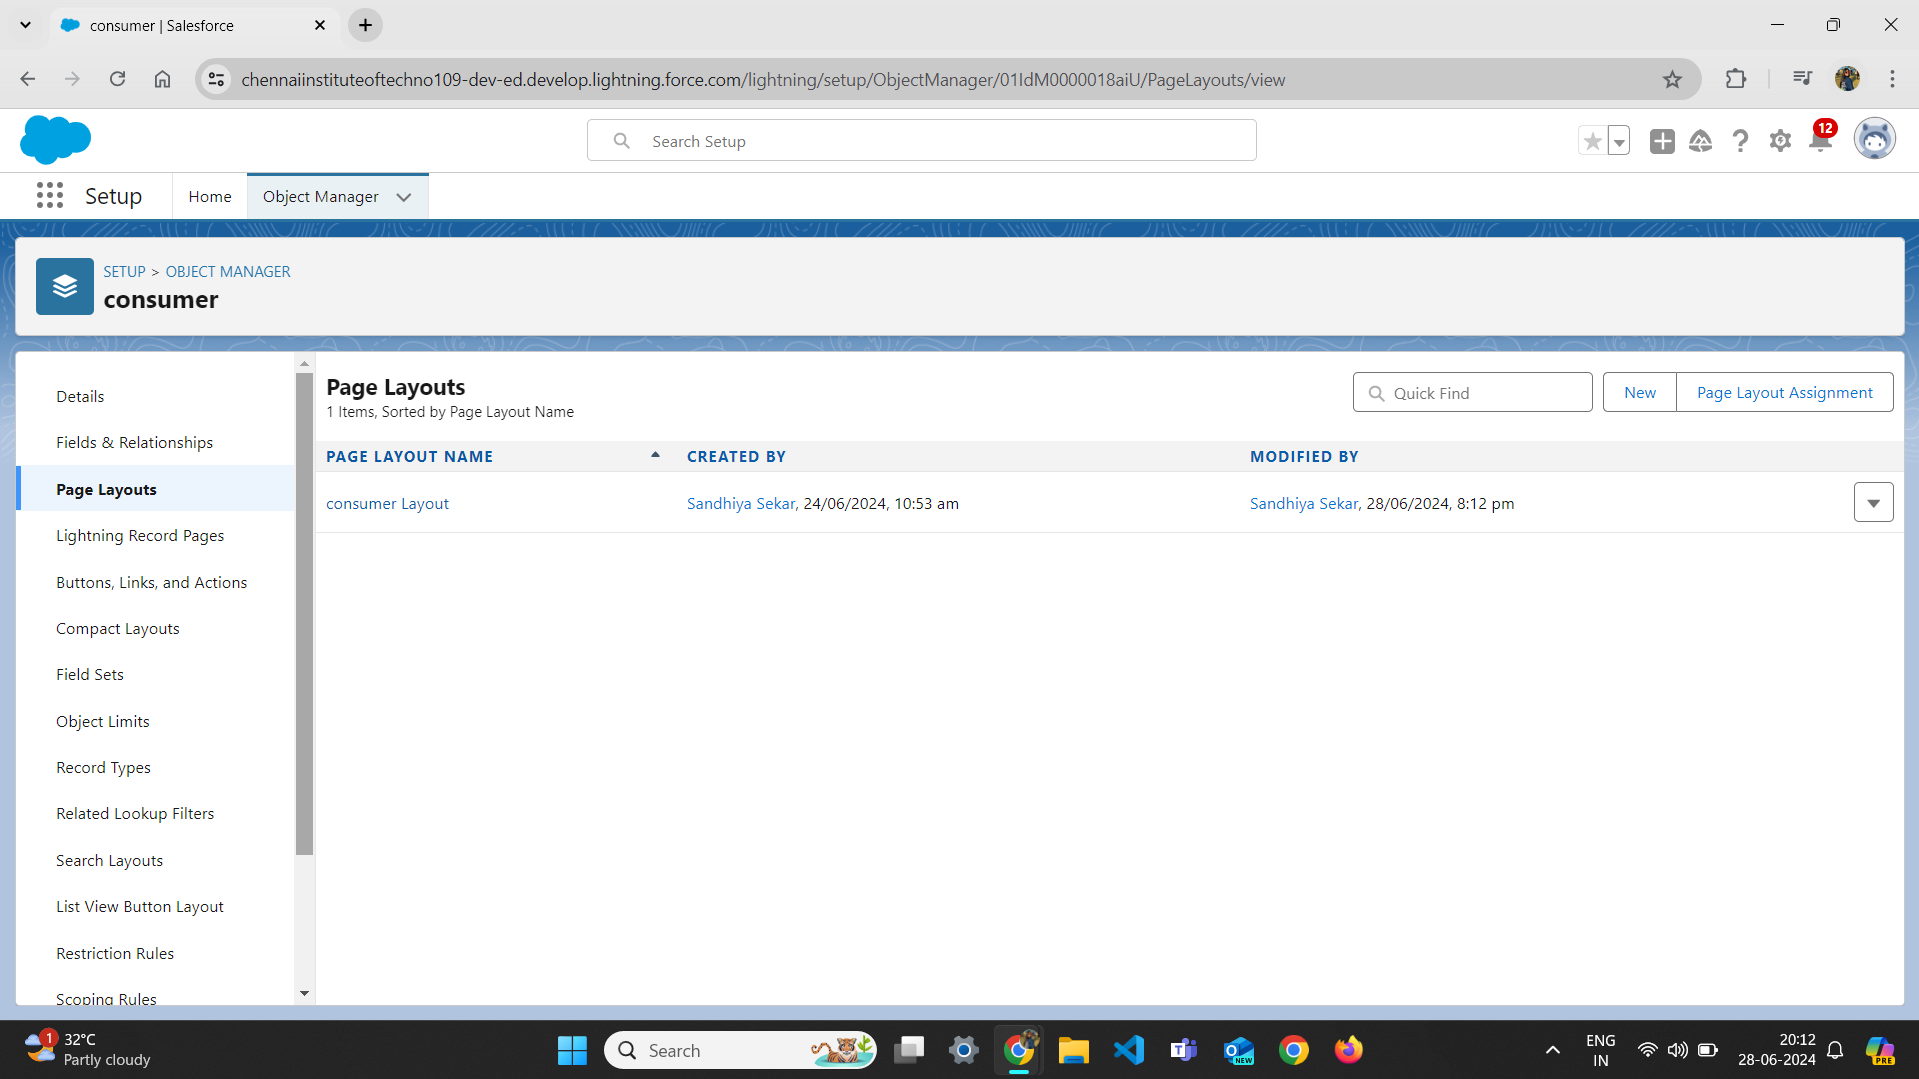 consumer | Salesforce
chennaiinstituteoftechno109-dev-ed.develop.lightning.force.com/lightning/setup/ObjectManager/01IdM0000018aiU/PageLayouts/view
Search Setup
12
Setup
Home
Object Manager
SETUP > OBJECT MANAGER
consumer
Details
Fields & Relationships
Page Layouts
Lightning Record Pages
Buttons, Links, and Actions
Compact Layouts
Field Sets
Object Limits
Record Types
Related Lookup Filters
Search Layouts
List View Button Layout
Restriction Rules
Scoping Rules
Page Layouts
1 Items, Sorted by Page Layout Name
Quick Find
New
Page Layout Assignment
PAGE LAYOUT NAME CREATED BY MODIFIED BY
consumer Layout Sandhiya Sekar, 24/06/2024, 10:53 am Sandhiya Sekar, 28/06/2024, 8:12 pm
1
32°C
Partly cloudy
Search
NEW
ENG
IN
20:12
28-06-2024
PRE